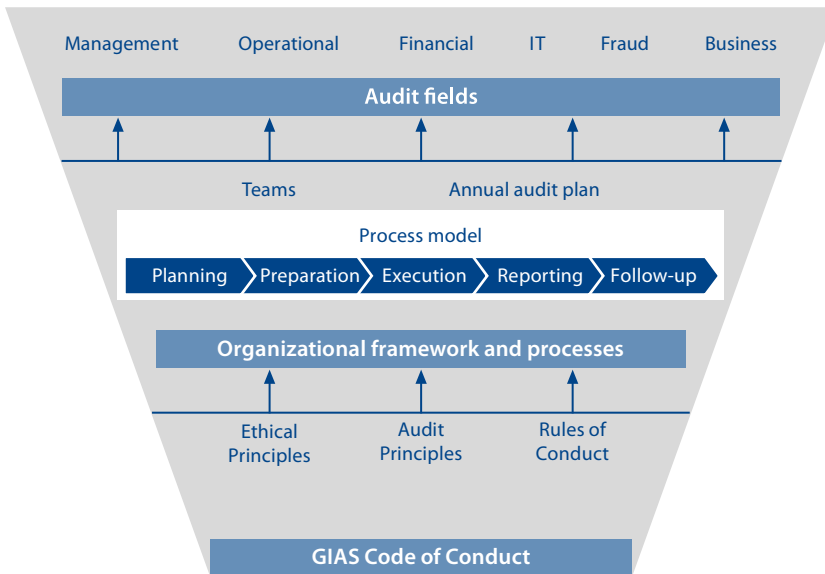 Management Operational Financial IT Fraud Business
Audit fields
Teams Annual audit plan
Process model
Planning Preparation Execution Reporting Follow-up
Organizational framework and processes
Ethical Principles
Audit Principles
Rules of Conduct
GIAS Code of Conduct